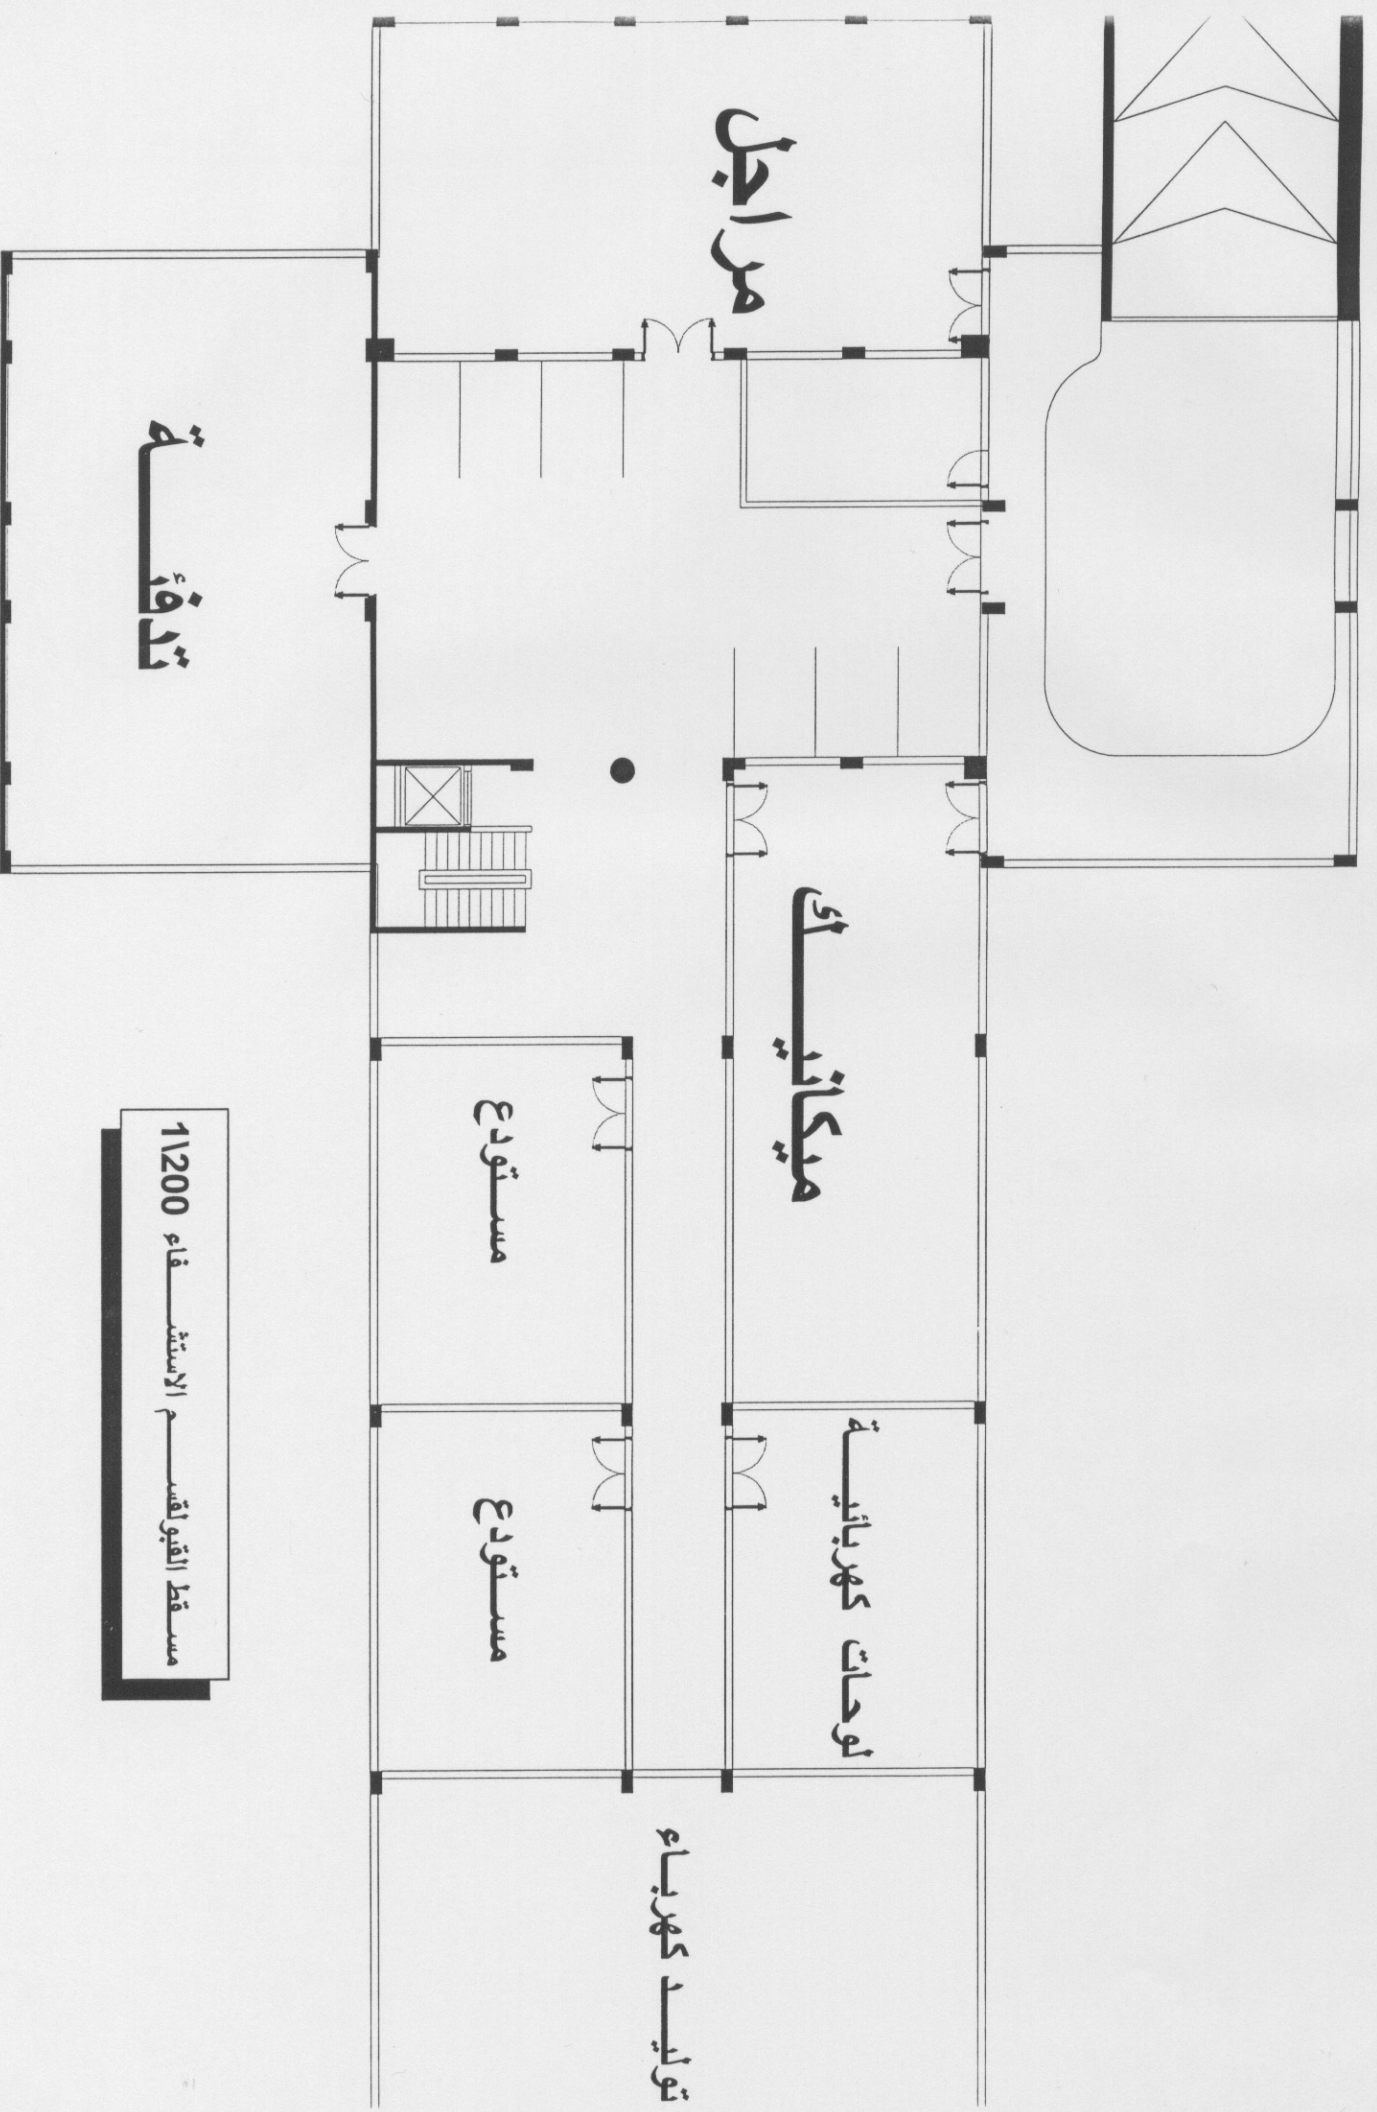 مراجل
تدفئة
ميكانيك
مستودع
مستودع
لوحات كهربائية
توليد كهرباء
مسقط القبو لقسم الاستشفاء 200\1